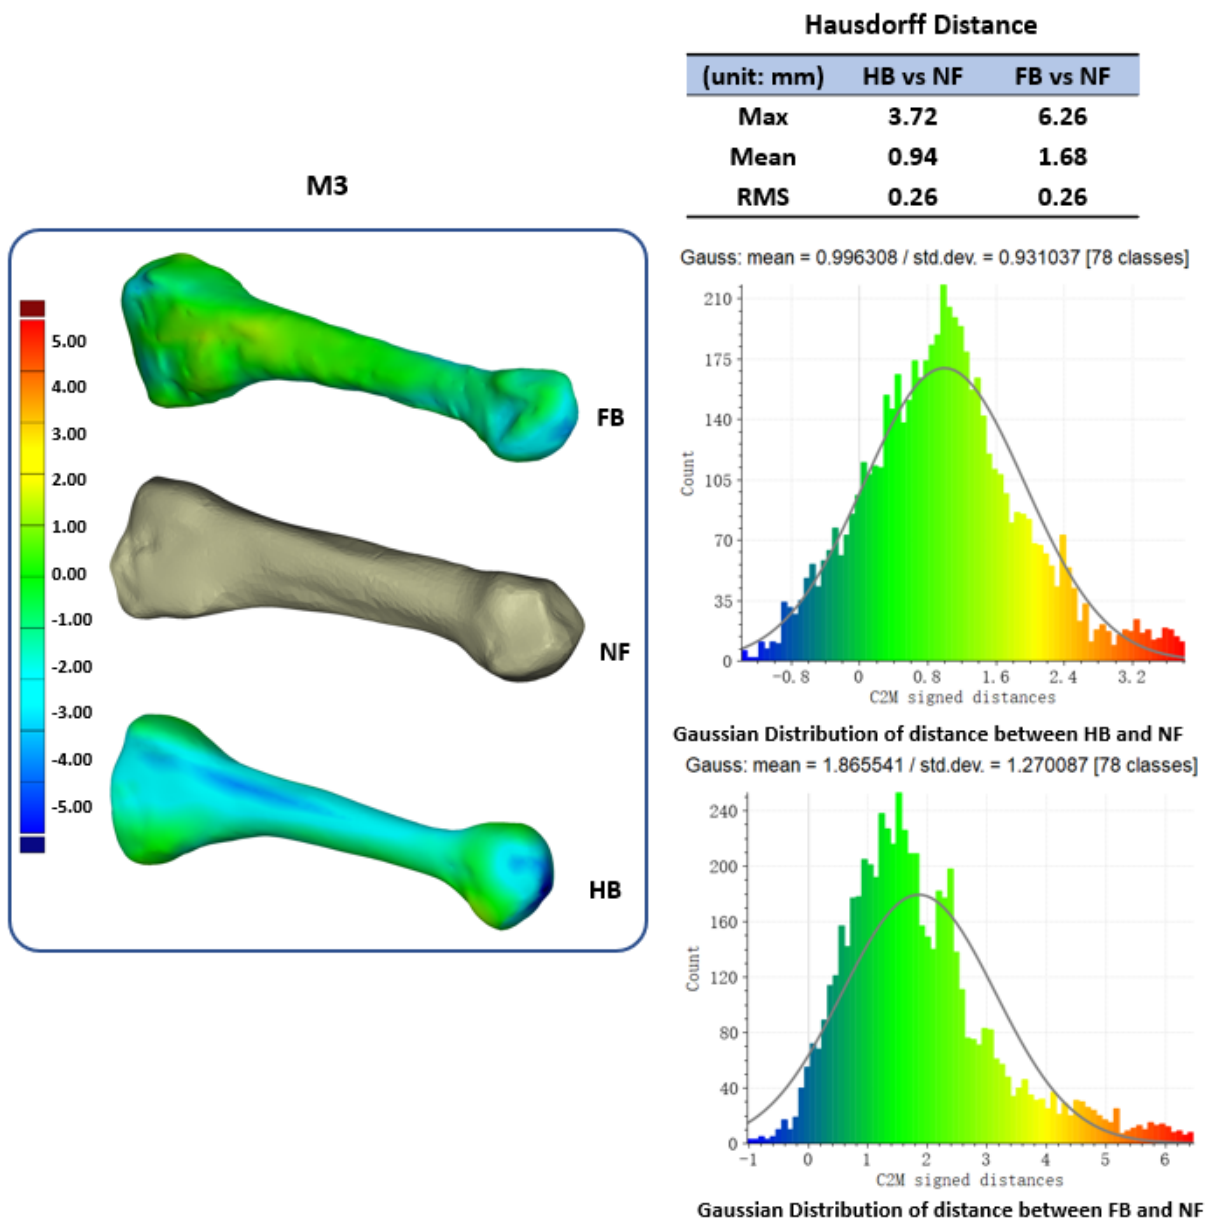 Hausdorff Distance
(unit: mm) HB vs NF FB vs NF
Max 3.72 6.26
Mean 0.94 1.68
RMS 0.26 0.26
M3
5.00
4.00
3.00
2.00
1.00
0.00
-1.00
-2.00
-3.00
-4.00
-5.00
FB
NF
HB
Gauss: mean = 0.996308 / std.dev. = 0.931037 [78 classes]
Count
210
175
140
105
70
35
0
-0.8 0 0.8 1.6 2.4 3.2
C2M signed distances
Gaussian Distribution of distance between HB and NF
Gauss: mean = 1.865541 / std.dev. = 1.270087 [78 classes]
Count
240
200
160
120
80
40
0
-1 0 1 2 3 4 5 6
C2M signed distances
Gaussian Distribution of distance between FB and NF